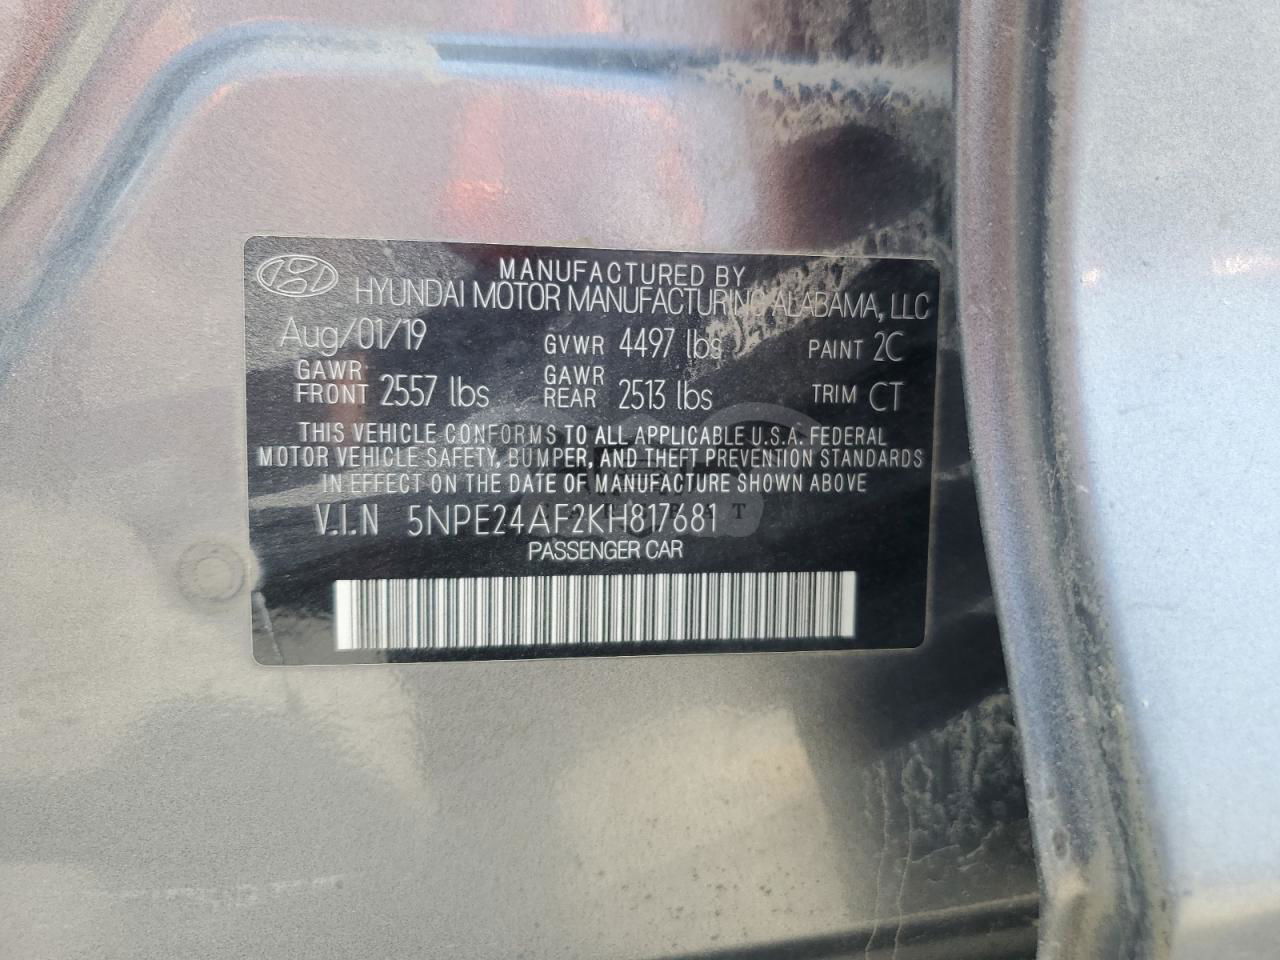 MANUFACTURED BY
HYUNDAI MOTOR MANUFACTURING ALABAMA, LLC
Aug/01/19 GVWR 4497 lbs PAINT 2C
GAWR FRONT 2557 lbs GAWR REAR 2513 lbs TRIM CT
THIS VEHICLE CONFORMS TO ALL APPLICABLE U.S.A. FEDERAL
MOTOR VEHICLE SAFETY, BUMPER, AND THEFT PREVENTION STANDARDS
IN EFFECT ON THE DATE OF MANUFACTURE SHOWN ABOVE
V.I.N 5NPE24AF2KH817681
PASSENGER CAR